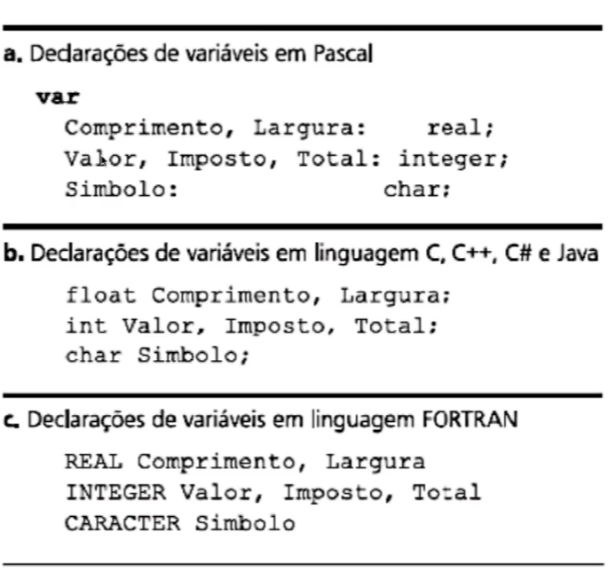 a. Declarações de variáveis em Pascal
var
Comprimento, Largura: real;
Valor, Imposto, Total: integer;
Simbolo: char;
b. Declarações de variáveis em linguagem C, C++, C# e Java
float Comprimento, Largura;
int Valor, Imposto, Total;
char Simbolo;
c. Declarações de variáveis em linguagem FORTRAN
REAL Comprimento, Largura
INTEGER Valor, Imposto, Total
CARACTER Simbolo